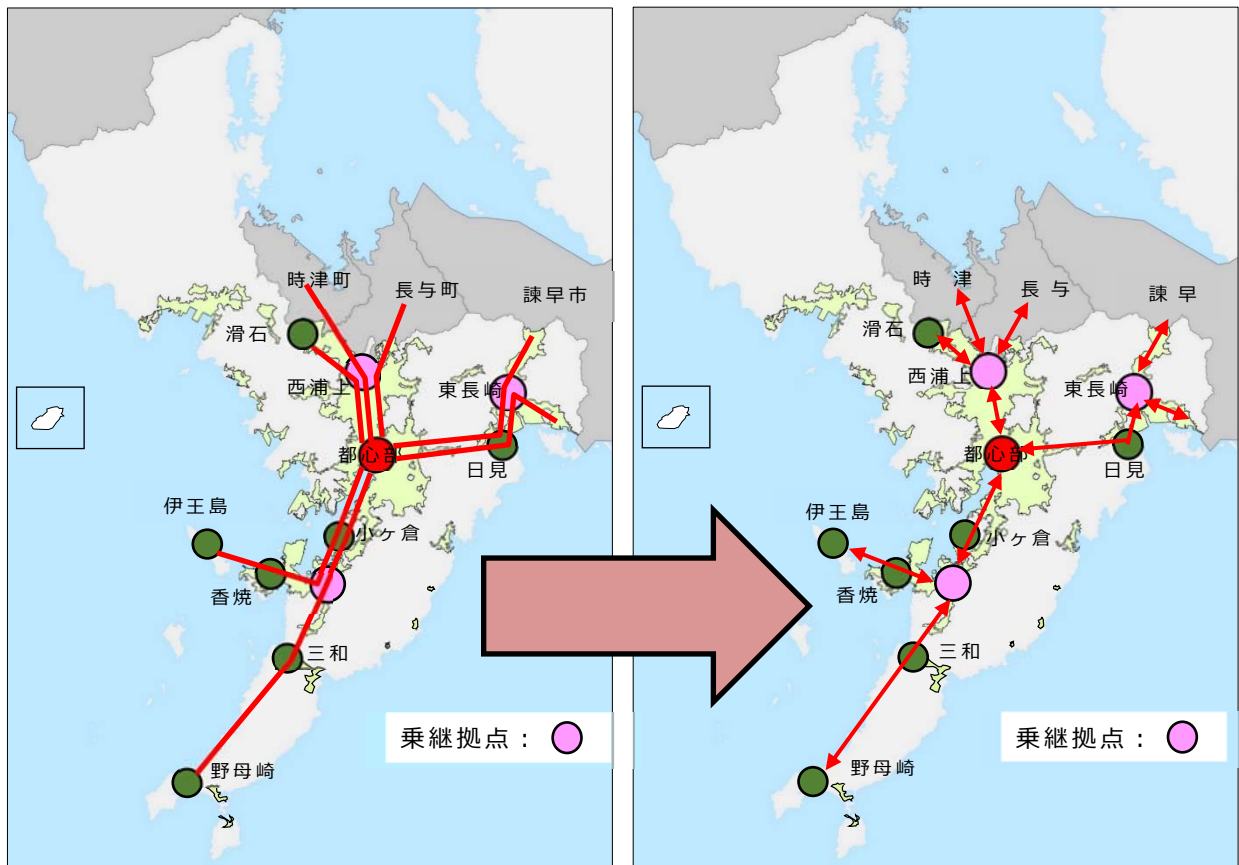 時津町
長与町
諫早市
滑石
西浦上
東長崎
都心部
日見
伊王島
小ヶ倉
香焼
三和
乗継拠点：
野母崎
時　津
長与
諫早
滑石
西浦上
東長崎
都心部
日見
伊王島
小ヶ倉
香焼
三和
乗継拠点：
野母崎